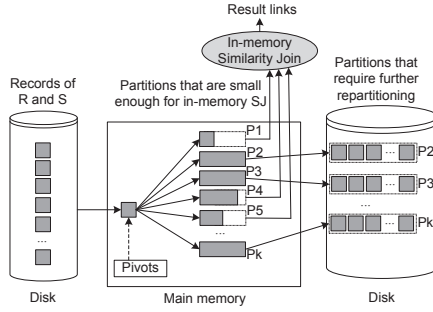 Result links
In-memory
Similarity Join
Records of
R and S
Partitions that are small
enough for in-memory SJ
Partitions that
require further
repartitioning
P1
P2
P3
P4
P5
...
Pk
...
Pivots
... P2
... P3
...
... Pk
Disk
Main memory
Disk